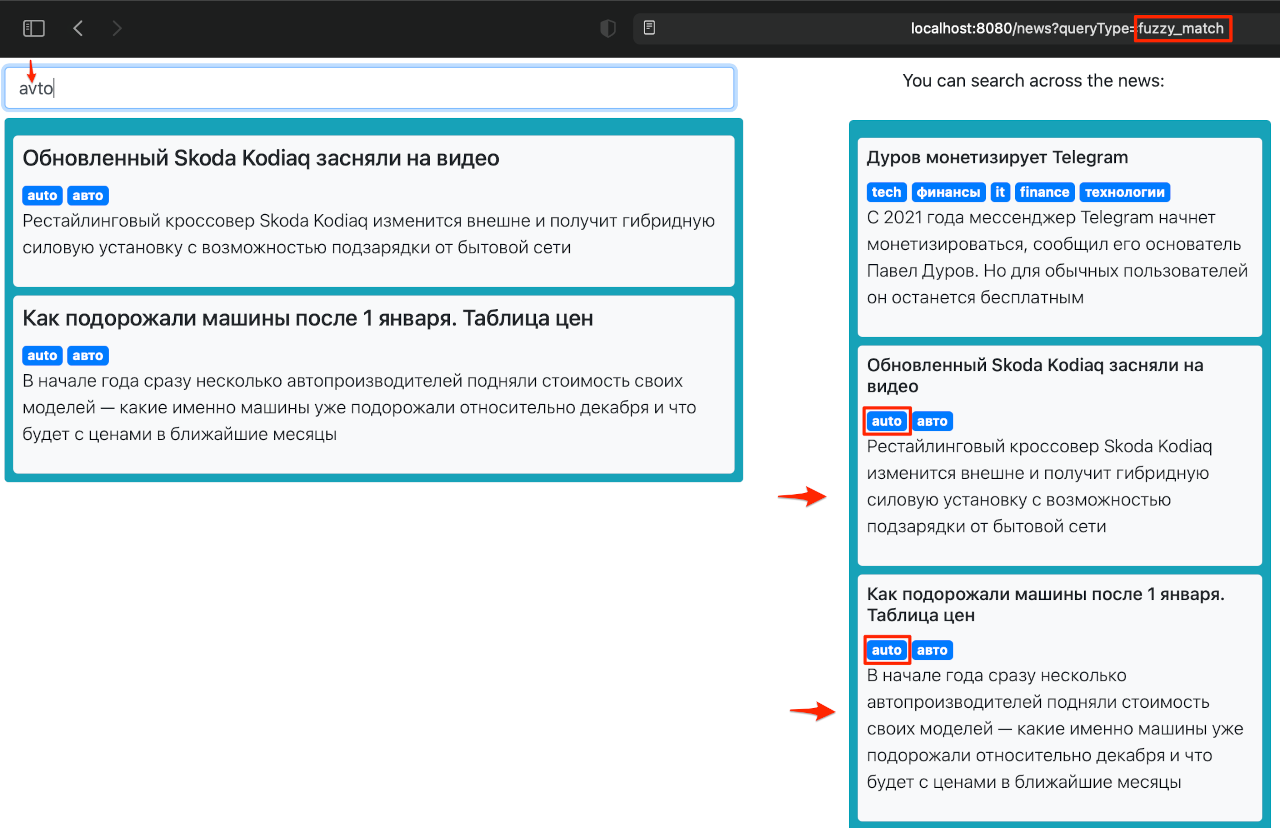 localhost:8080/news?queryType=fuzzy_match
avto
Обновленный Skoda Kodiaq засняли на видео
auto авто
Рестайлинговый кроссовер Skoda Kodiaq изменится внешне и получит гибридную
силовую установку с возможностью подзарядки от бытовой сети
Как подорожали машины после 1 января. Таблица цен
auto авто
В начале года сразу несколько автопроизводителей подняли стоимость своих
моделей — какие именно машины уже подорожали относительно декабря и что
будет с ценами в ближайшие месяцы
You can search across the news:
Дуров монетизирует Telegram
tech финансы it finance технологии
С 2021 года мессенджер Telegram начнет
монетизироваться, сообщил его основатель
Павел Дуров. Но для обычных пользователей
он останется бесплатным
Обновленный Skoda Kodiaq засняли на
видео
auto авто
Рестайлинговый кроссовер Skoda Kodiaq
изменится внешне и получит гибридную
силовую установку с возможностью
подзарядки от бытовой сети
Как подорожали машины после 1 января.
Таблица цен
auto авто
В начале года сразу несколько
автопроизводителей подняли стоимость
своих моделей — какие именно машины уже
подорожали относительно декабря и что
будет с ценами в ближайшие месяцы